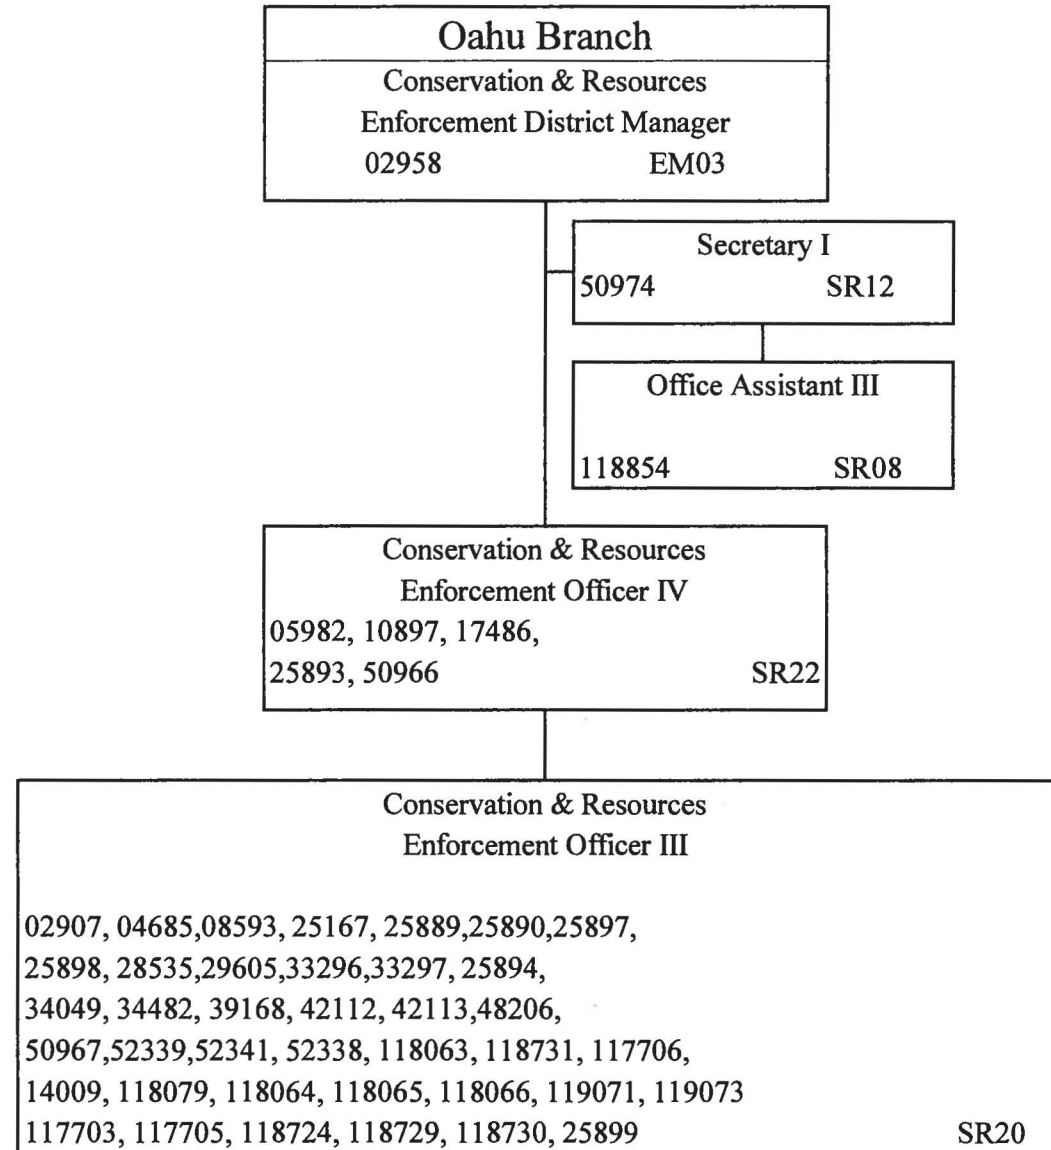 Oahu Branch
Conservation & Resources
Enforcement District Manager
02958 EM03
Secretary I
50974 SR12
Office Assistant III
118854 SR08
Conservation & Resources
Enforcement Officer IV
05982, 10897, 17486,
25893, 50966 SR22
Conservation & Resources
Enforcement Officer III
02907, 04685,08593, 25167, 25889,25890,25897,
25898, 28535,29605,33296,33297, 25894,
34049, 34482, 39168, 42112, 42113,48206,
50967,52339,52341, 52338, 118063, 118731, 117706,
14009, 118079, 118064, 118065, 118066, 119071, 119073
117703, 117705, 118724, 118729, 118730, 25899 SR20